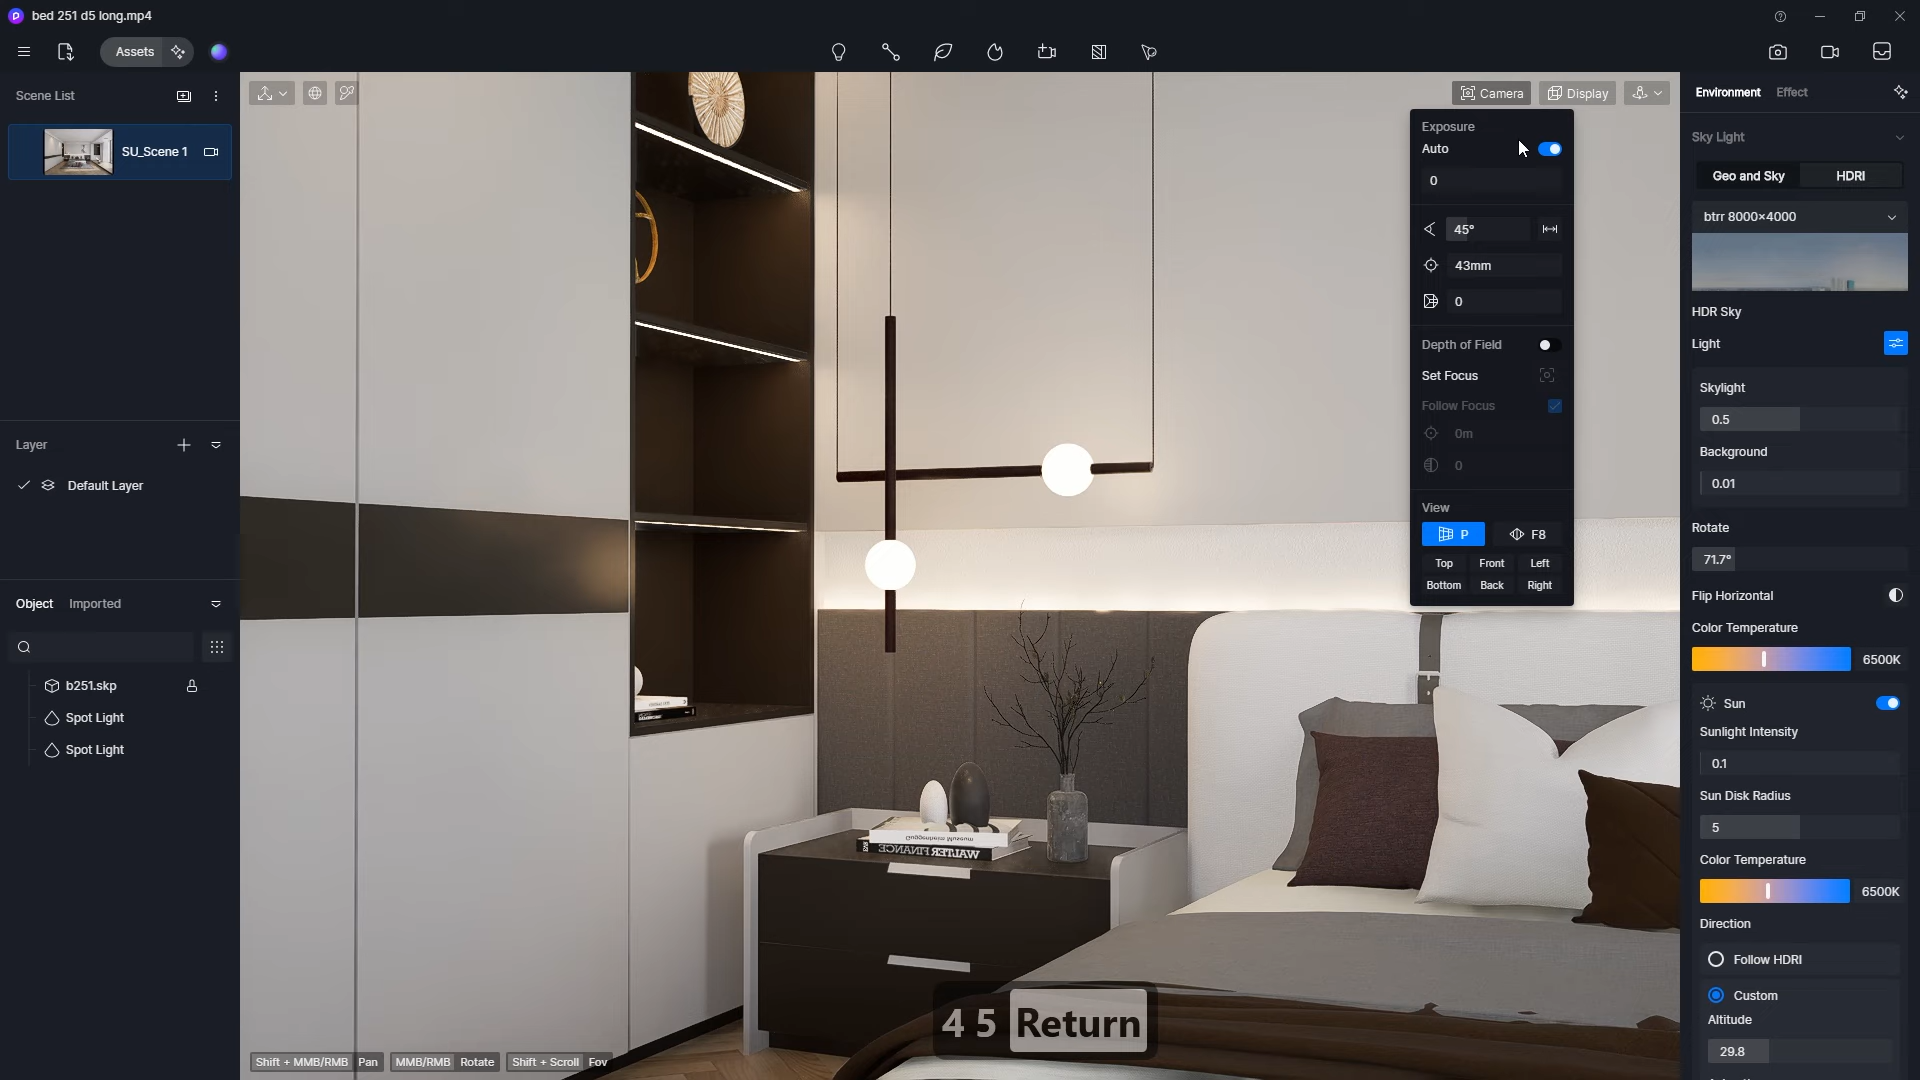 bed 251 d5 long.mp4
Assets
Scene List
SU_Scene 1
Layer
Default Layer
Object Imported
b251.skp
Spot Light
Spot Light
Camera
Display
Exposure
Auto
0
45°
43mm
0
Depth of Field
Set Focus
Follow Focus
0m
0
View
P F8
Top Front Left
Bottom Back Right
Guggenheim Museum
WALTER FINANCE
4 5 Return
Shift + MMB/RMB Pan MMB/RMB Rotate Shift + Scroll Fov
Environment Effect
Sky Light
Geo and Sky HDRI
btrr 8000×4000
HDR Sky
Light
Skylight
0.5
Background
0.01
Rotate
71.7°
Flip Horizontal
Color Temperature
6500K
Sun
Sunlight Intensity
0.1
Sun Disk Radius
5
Color Temperature
6500K
Direction
Follow HDRI
Custom
Altitude
29.8